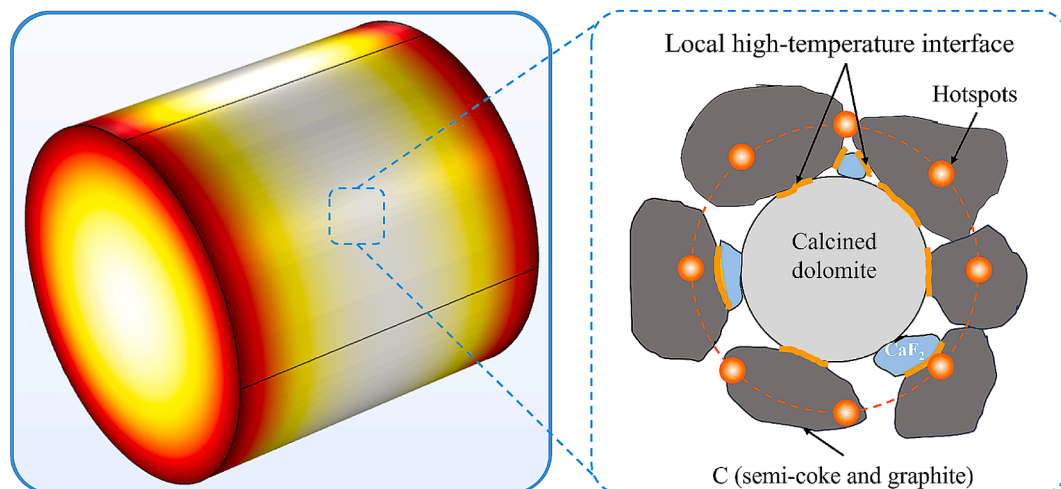 Local high-temperature interface
Hotspots
Calcined
dolomite
CaF₂
C (semi-coke and graphite)